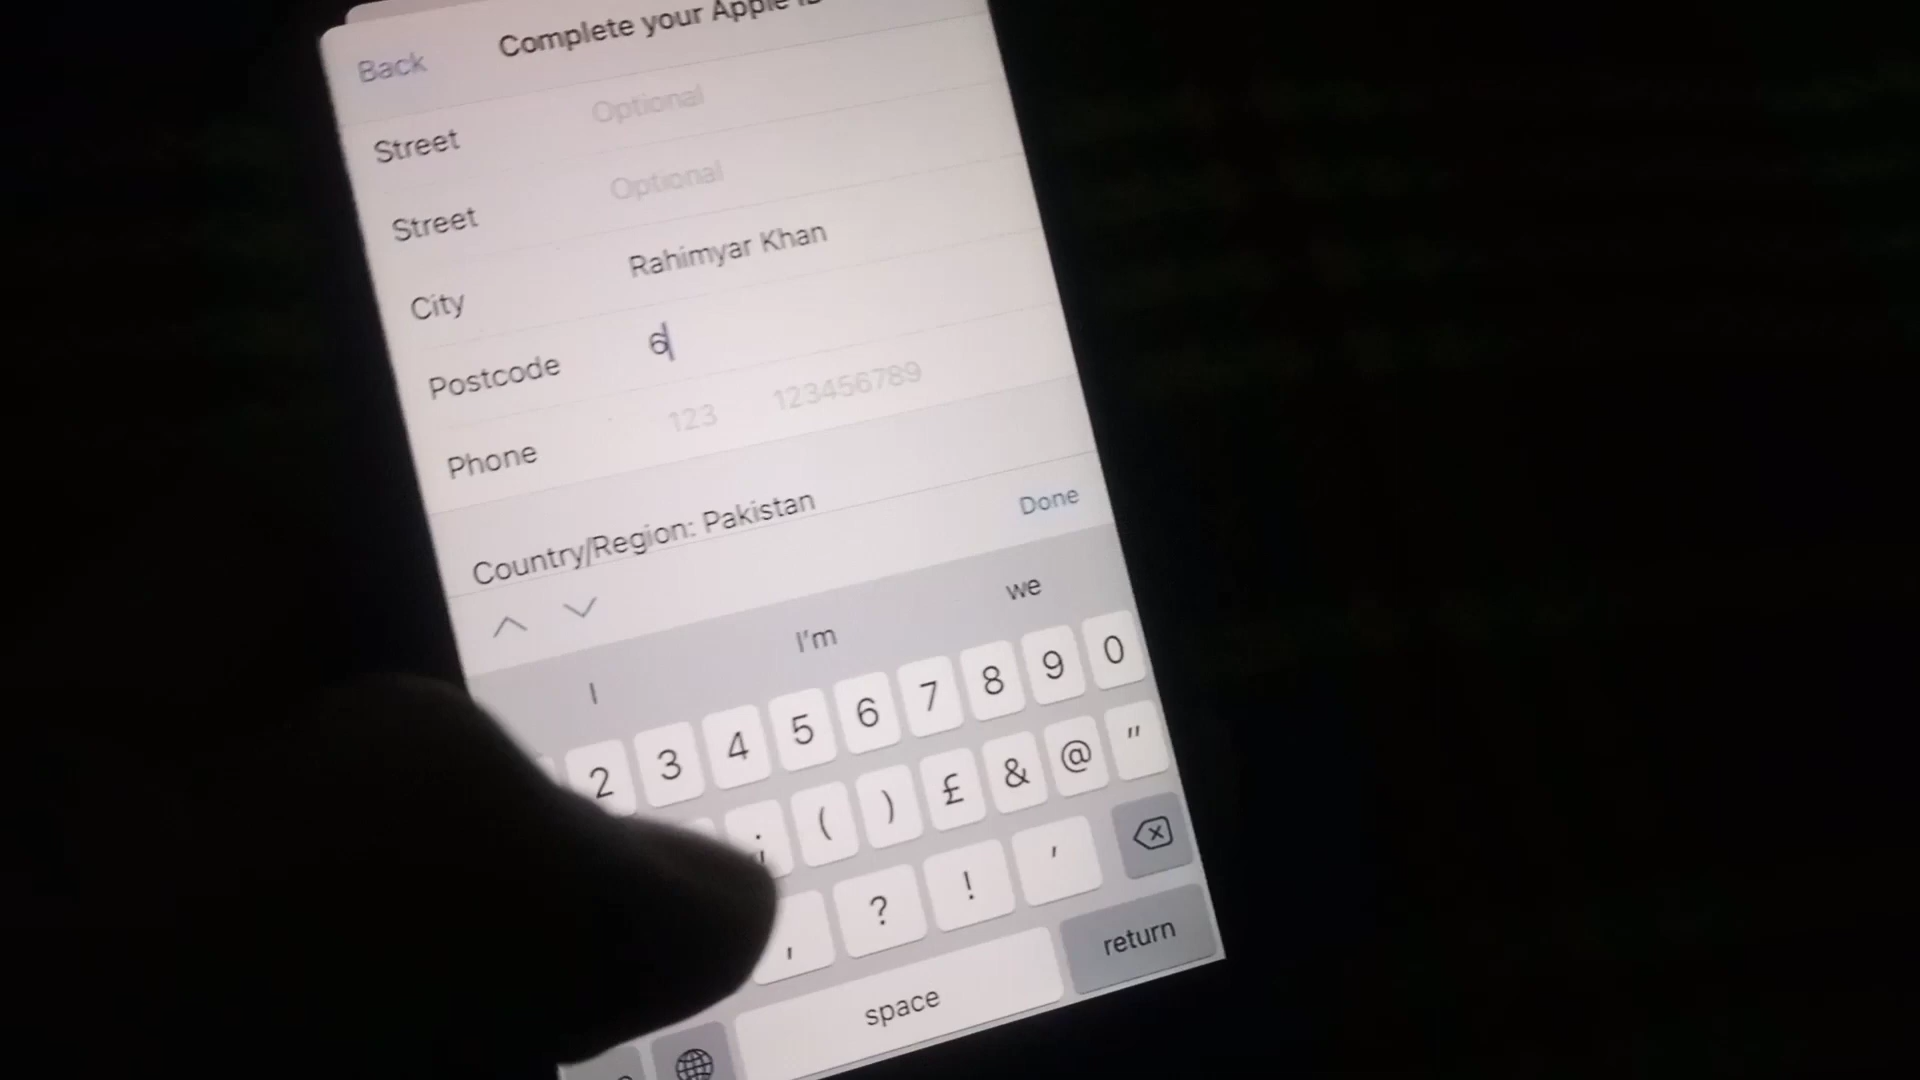 Back Complete your Apple ID
Street Optional
Street Optional
City Rahimyar Khan
Postcode 6
Phone 123 123456789
Country/Region: Pakistan
Done
I I'm we
2 3 4 5 6 7 8 9 0
; ( ) £ & @ "
, ? ! '
space return